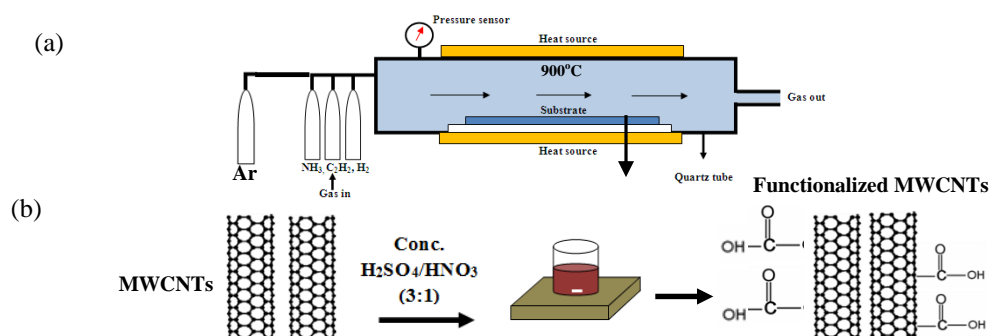 (a)
Pressure sensor
Heat source
900°C
Gas out
Substrate
Heat source
Quartz tube
Ar
NH₃, C₂H₂, H₂
Gas in
(b)
Functionalized MWCNTs
MWCNTs
Conc.
H₂SO₄/HNO₃
(3:1)
O
OH C
O
OH C
O
C OH
O
C OH